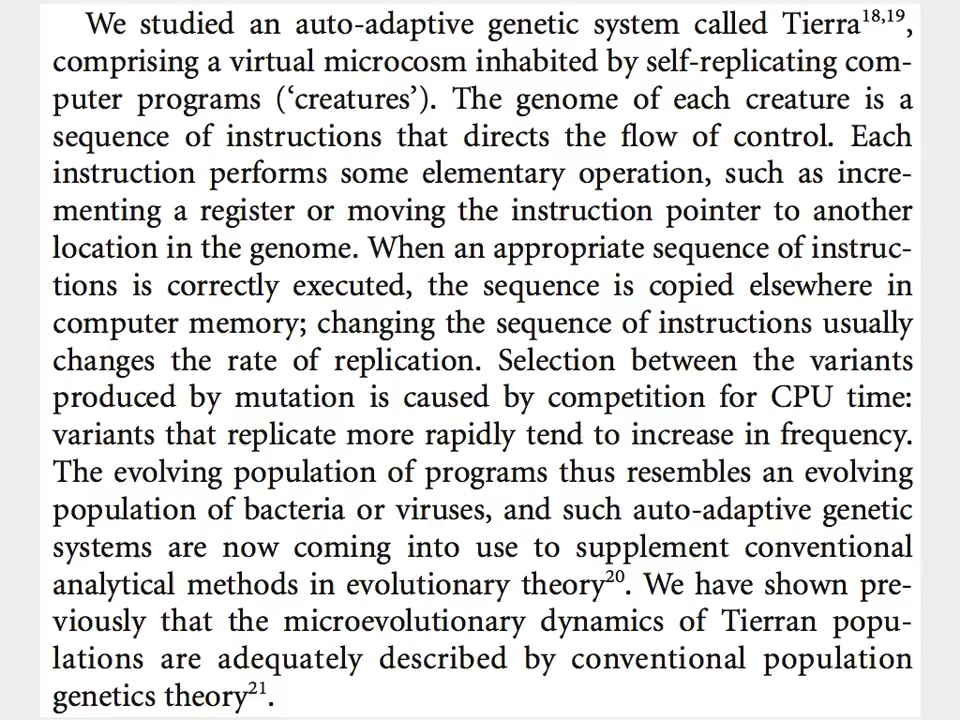 We studied an auto-adaptive genetic system called Tierra18,19,
comprising a virtual microcosm inhabited by self-replicating com-
puter programs (‘creatures’). The genome of each creature is a
sequence of instructions that directs the flow of control. Each
instruction performs some elementary operation, such as incre-
menting a register or moving the instruction pointer to another
location in the genome. When an appropriate sequence of instruc-
tions is correctly executed, the sequence is copied elsewhere in
computer memory; changing the sequence of instructions usually
changes the rate of replication. Selection between the variants
produced by mutation is caused by competition for CPU time:
variants that replicate more rapidly tend to increase in frequency.
The evolving population of programs thus resembles an evolving
population of bacteria or viruses, and such auto-adaptive genetic
systems are now coming into use to supplement conventional
analytical methods in evolutionary theory20. We have shown pre-
viously that the microevolutionary dynamics of Tierran popu-
lations are adequately described by conventional population
genetics theory21.